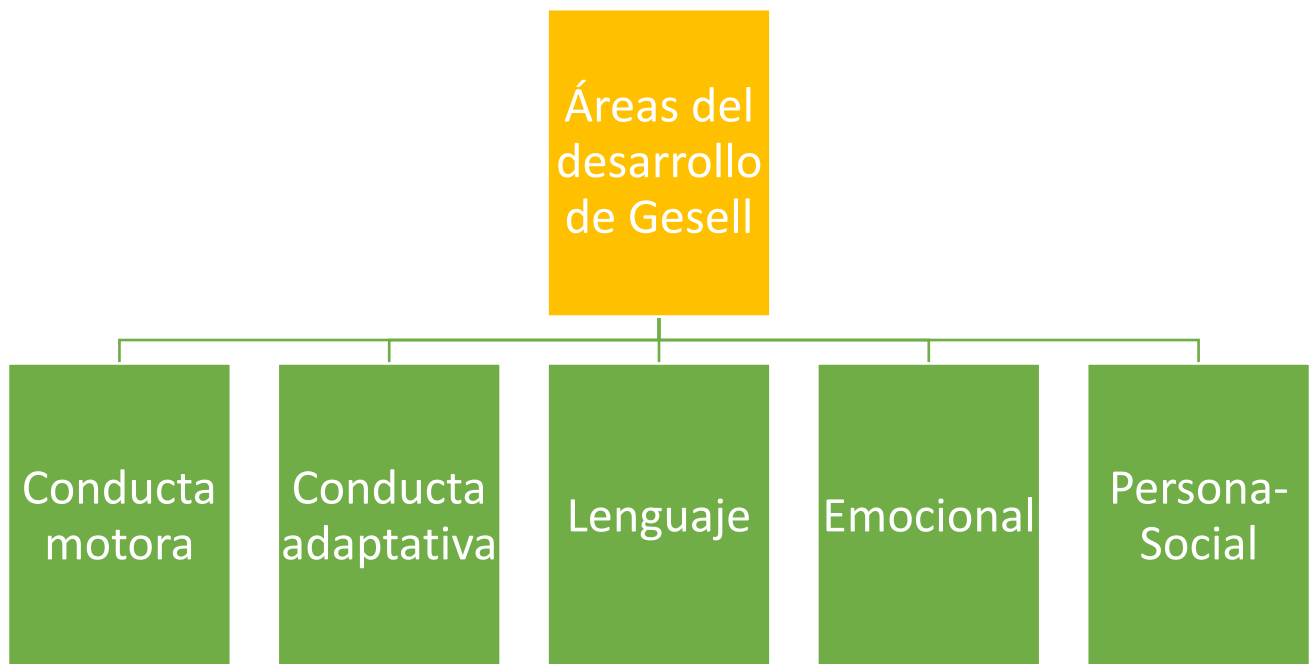 Áreas del
desarrollo
de Gesell
Conducta
motora
Conducta
adaptativa
Lenguaje
Emocional
Persona-
Social